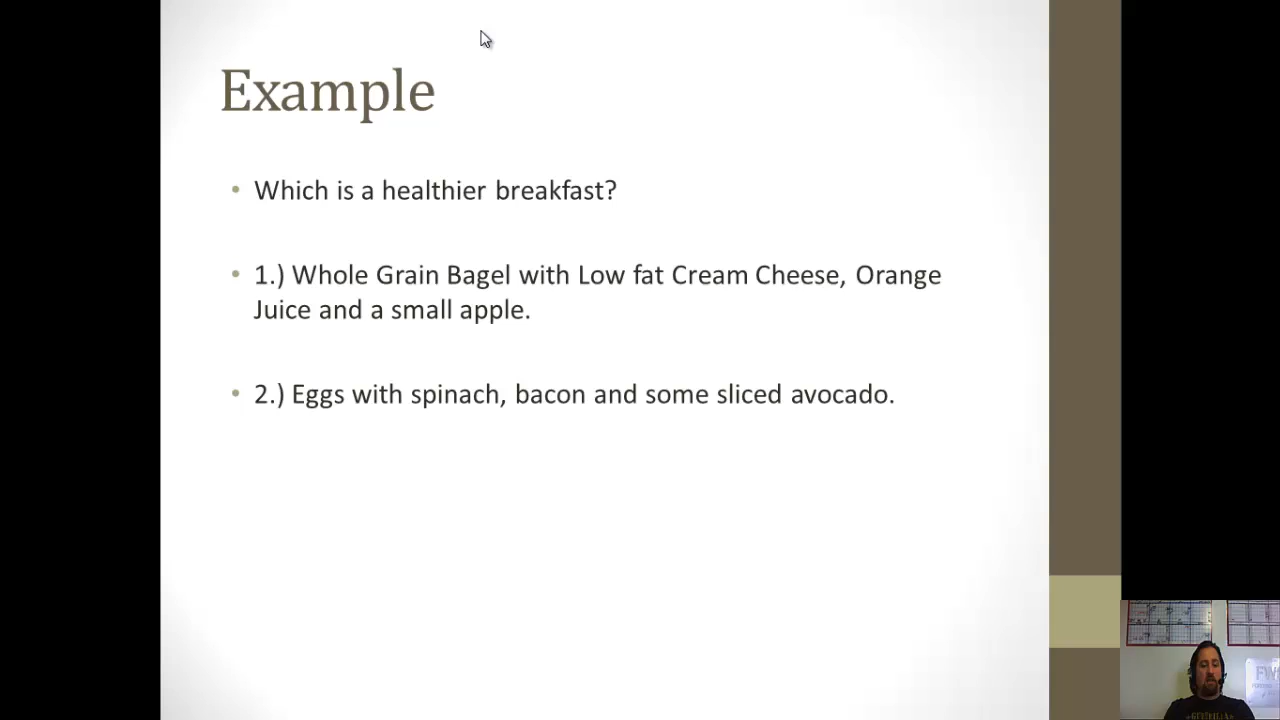 Example
• Which is a healthier breakfast?
• 1.) Whole Grain Bagel with Low fat Cream Cheese, Orange
Juice and a small apple.
• 2.) Eggs with spinach, bacon and some sliced avocado.